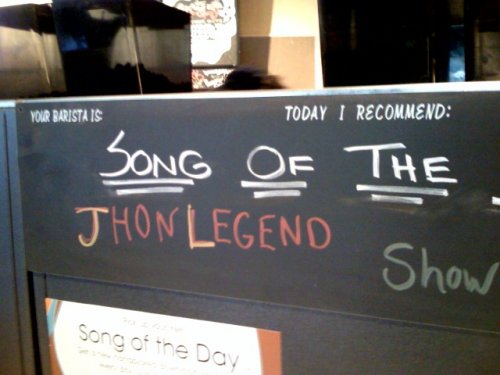 YOUR BARISTA IS: TODAY I RECOMMEND:
SONG OF THE
JHON LEGEND
Show
Song of the Day